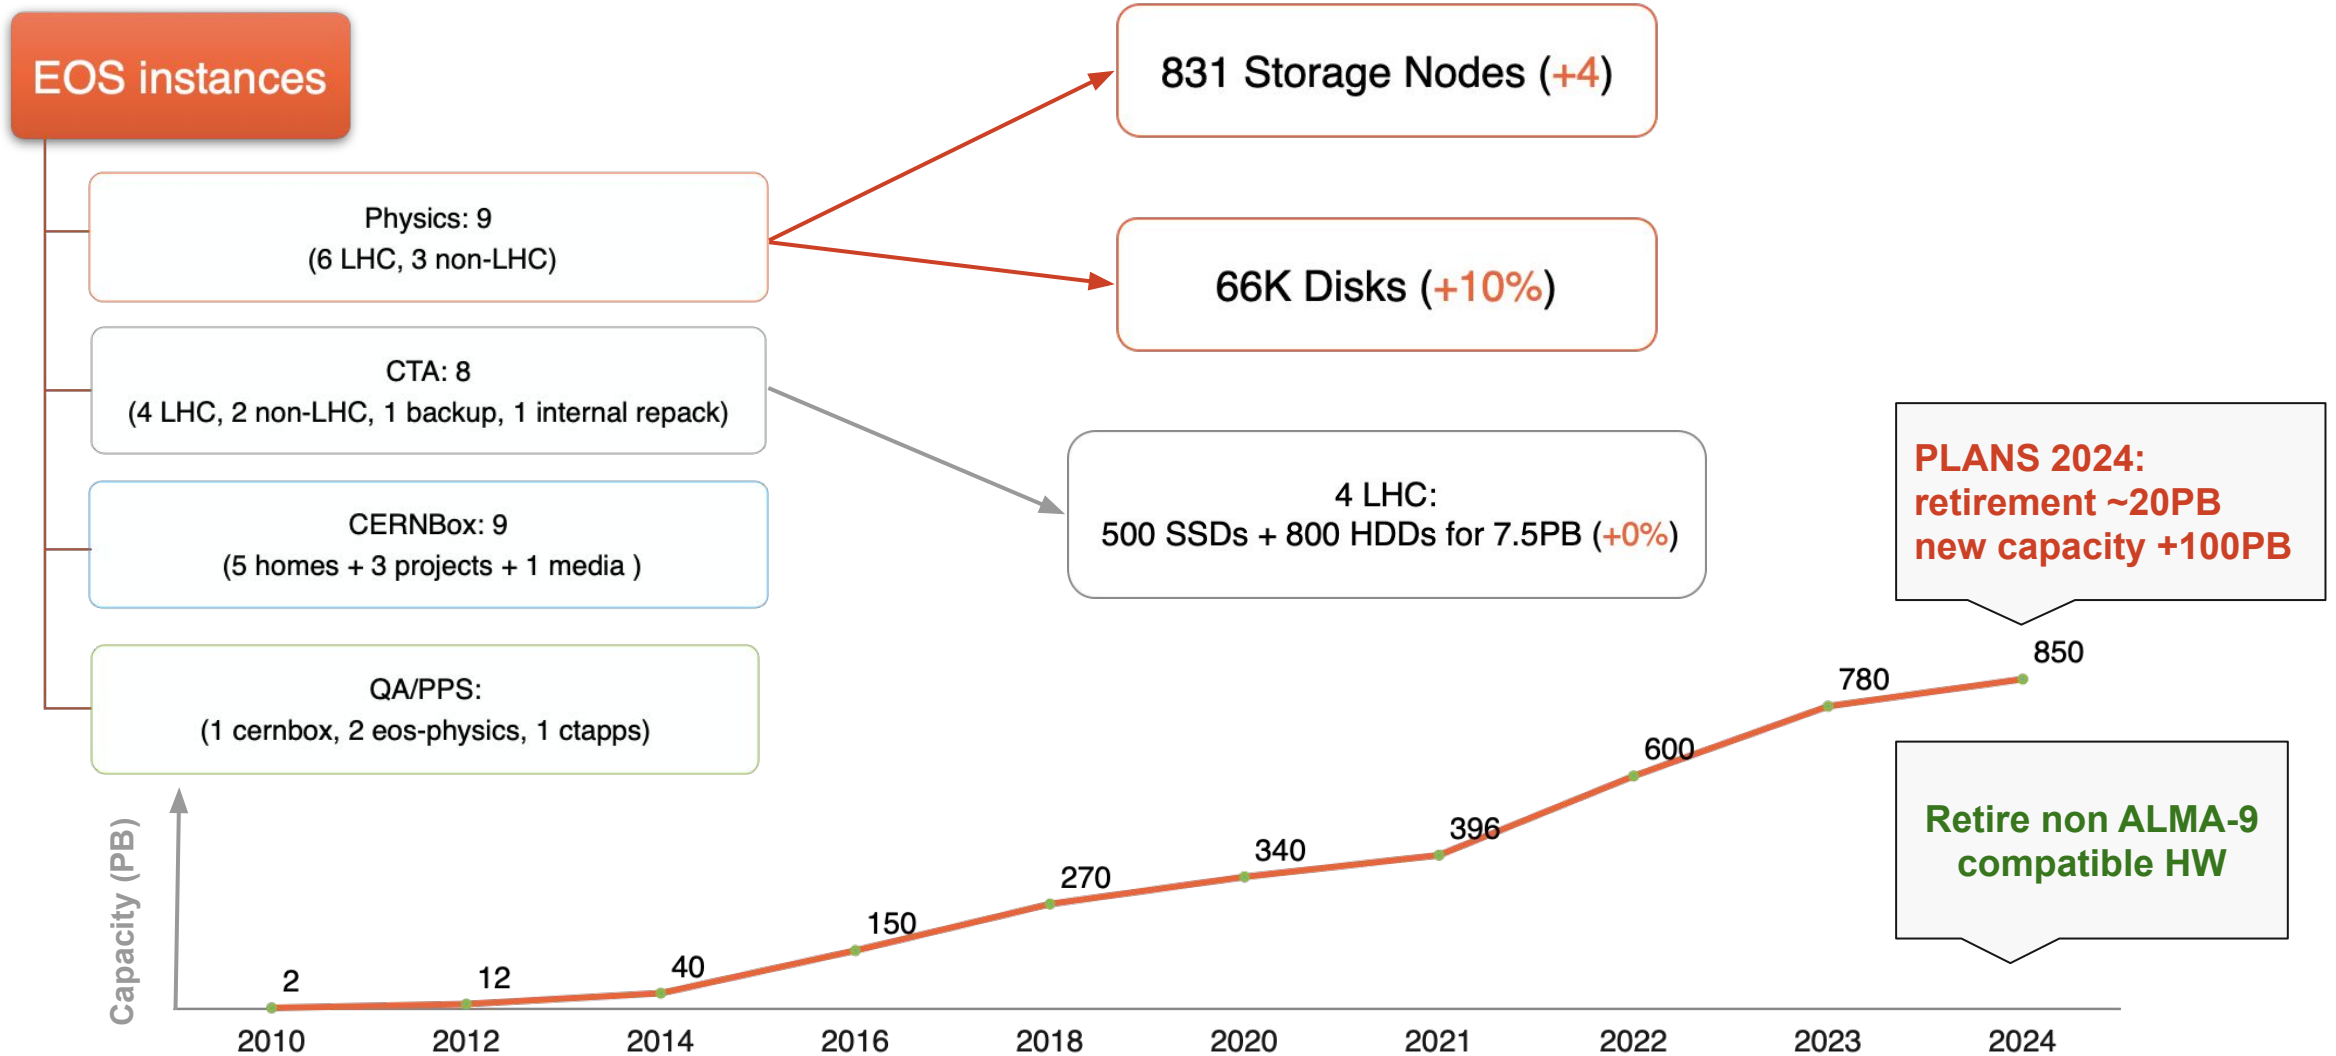 EOS instances
831 Storage Nodes (+4)
Physics: 9
(6 LHC, 3 non-LHC)
66K Disks (+10%)
CTA: 8
(4 LHC, 2 non-LHC, 1 backup, 1 internal repack)
4 LHC:
500 SSDs + 800 HDDs for 7.5PB (+0%)
CERNBox: 9
(5 homes + 3 projects + 1 media )
QA/PPS:
(1 cernbox, 2 eos-physics, 1 ctapps)
PLANS 2024:
retirement ~20PB
new capacity +100PB
Retire non ALMA-9
compatible HW
Capacity (PB)
2
12
40
150
270
340
396
600
780
850
2010
2012
2014
2016
2018
2020
2021
2022
2023
2024